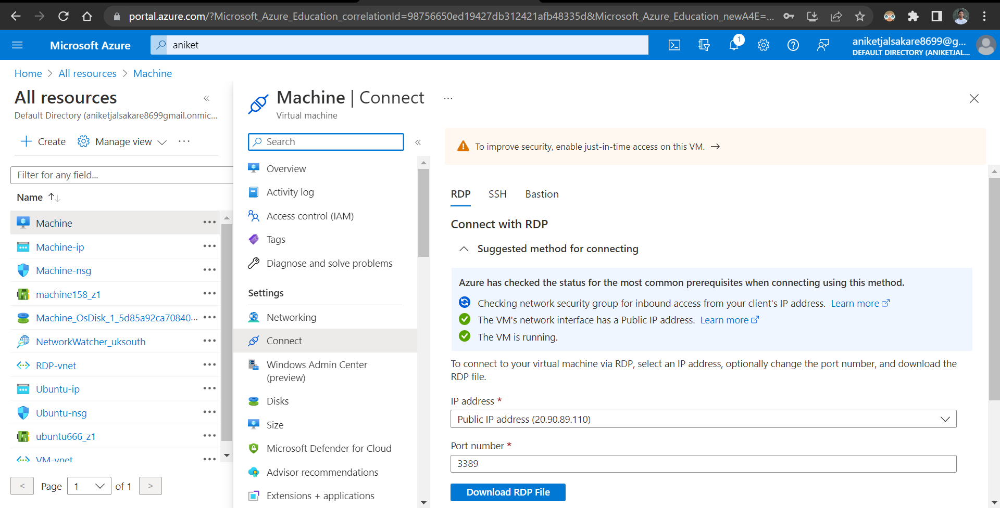 portal.azure.com/?Microsoft_Azure_Education_correlationId=98756650ed19427db312421afb48335d&Microsoft_Azure_Education_newA4E=...
Microsoft Azure
aniket
1
aniketjalsakare8699@g...
DEFAULT DIRECTORY (ANIKETJAL...
Home > All resources > Machine
All resources
Default Directory (aniketjalsakare8699gmail.onmic...
Create
Manage view
Filter for any field...
Name
Machine
Machine-ip
Machine-nsg
machine158_z1
Machine_OsDisk_1_5d85a92ca70840...
NetworkWatcher_uksouth
RDP-vnet
Ubuntu-ip
Ubuntu-nsg
ubuntu666_z1
VM-vnet
< Page 1 of 1 >
Machine | Connect
Virtual machine
Search
Overview
Activity log
Access control (IAM)
Tags
Diagnose and solve problems
Settings
Networking
Connect
Windows Admin Center
(preview)
Disks
Size
Microsoft Defender for Cloud
Advisor recommendations
Extensions + applications
To improve security, enable just-in-time access on this VM. →
RDP SSH Bastion
Connect with RDP
Suggested method for connecting
Azure has checked the status for the most common prerequisites when connecting using this method.
Checking network security group for inbound access from your client's IP address. Learn more
The VM's network interface has a Public IP address. Learn more
The VM is running.
To connect to your virtual machine via RDP, select an IP address, optionally change the port number, and download the
RDP file.
IP address *
Public IP address (20.90.89.110)
Port number *
3389
Download RDP File